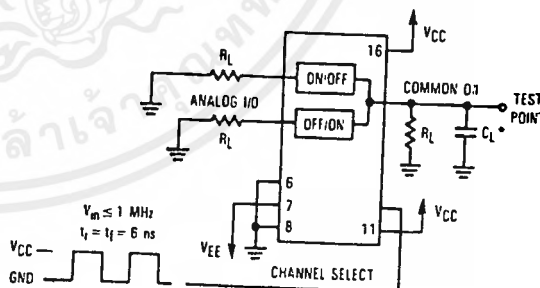 VCC
16
RL
ON/OFF
COMMON O/I
TEST
POINT
ANALOG I/O
OFF/ON
RL
RL
CL*
6
7
8
11
VCC
Vin ≤ 1 MHz
tr = tf = 6 ns
VEE
VCC
GND
CHANNEL SELECT